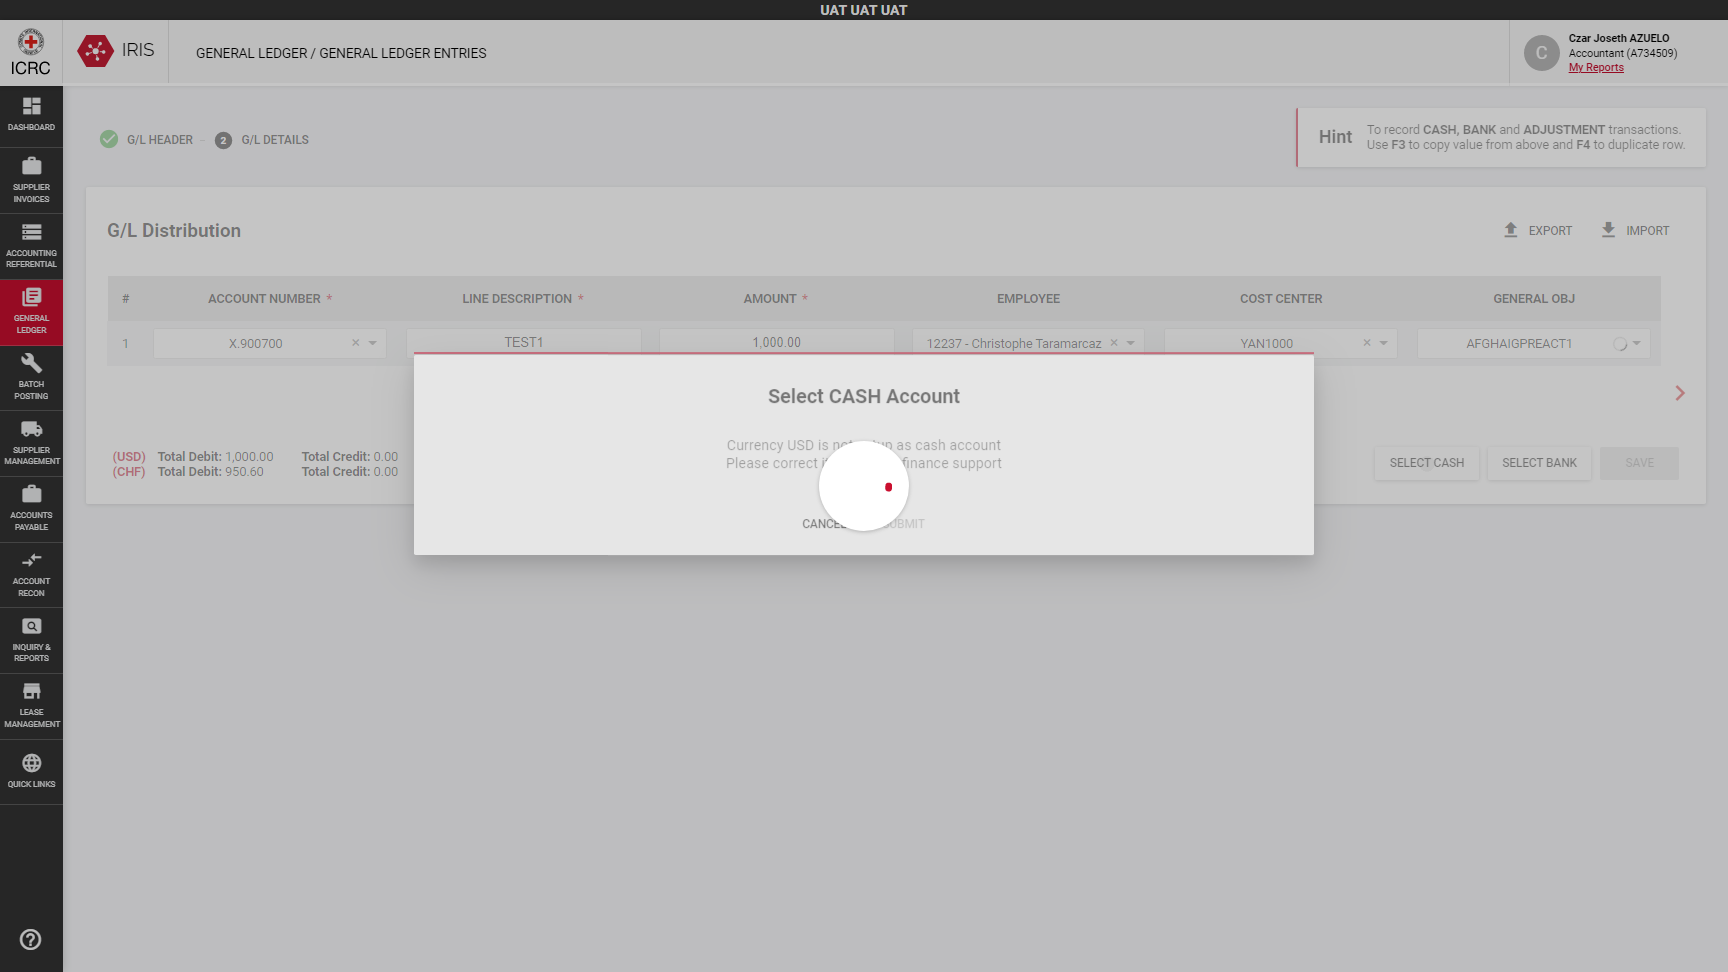 UAT UAT UAT
ICRC
IRIS
GENERAL LEDGER / GENERAL LEDGER ENTRIES
C
Czar Joseth AZUELO
Accountant (A734509)
My Reports
DASHBOARD
SUPPLIER
INVOICES
ACCOUNTING
REFERENTIAL
GENERAL
LEDGER
BATCH
POSTING
SUPPLIER
MANAGEMENT
ACCOUNTS
PAYABLE
ACCOUNT
RECON
INQUIRY &
REPORTS
LEASE
MANAGEMENT
QUICK LINKS
G/L HEADER
2 G/L DETAILS
Hint
To record CASH, BANK and ADJUSTMENT transactions.
Use F3 to copy value from above and F4 to duplicate row.
G/L Distribution
EXPORT IMPORT
# ACCOUNT NUMBER * LINE DESCRIPTION * AMOUNT * EMPLOYEE COST CENTER GENERAL OBJ
1 X.900700 × TEST1 1,000.00 12237 - Christophe Taramarcaz × YAN1000 × AFGHAIGPREACT1
Select CASH Account
Currency USD is as cash account
Please correct finance support
CANCEL SUBMIT
(USD) Total Debit: 1,000.00 Total Credit: 0.00
(CHF) Total Debit: 950.60 Total Credit: 0.00
SELECT CASH SELECT BANK SAVE